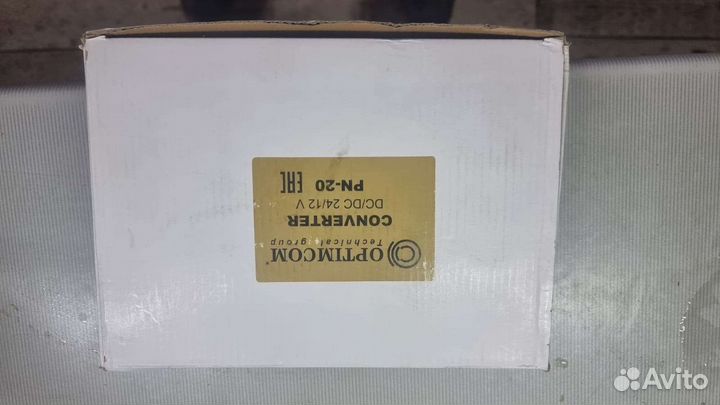 OPTIMCOM®
Technical group
CONVERTER
DC/DC 24/12 V
PN-20 EAC
Avito